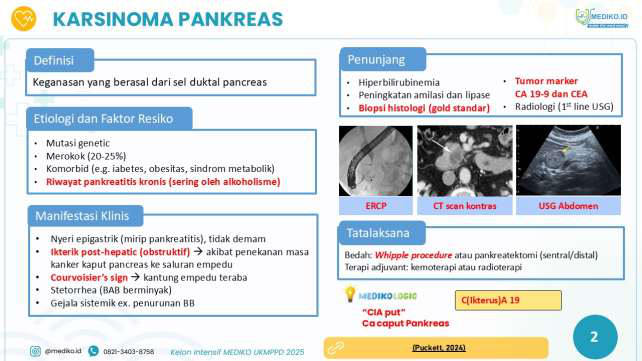 KARSINOMA PANKREAS
MEDIKO.ID
Definisi
Keganasan yang berasal dari sel duktal pancreas
Etiologi dan Faktor Resiko
• Mutasi genetic
• Merokok (20-25%)
• Komorbid (e.g. iabetes, obesitas, sindrom metabolik)
• Riwayat pankreatitis kronis (sering oleh alkoholisme)
Manifestasi Klinis
• Nyeri epigastrik (mirip pankreatitis), tidak demam
• Ikterik post-hepatic (obstruktif) → akibat penekanan masa
kanker kaput pancreas ke saluran empedu
• Courvoisier's sign → kantung empedu teraba
• Stetorrhea (BAB berminyak)
• Gejala sistemik ex. penurunan BB
Penunjang
• Hiperbilirubinemia
• Peningkatan amilasi dan lipase
• Biopsi histologi (gold standar)
• Tumor marker
CA 19-9 dan CEA
• Radiologi (1st line USG)
ERCP
CT scan kontras
USG Abdomen
Tatalaksana
Bedah: Whipple procedure atau pankreatektomi (sentral/distal)
Terapi adjuvant: kemoterapi atau radioterapi
MEDIKOLOGIC
"CIA put"
Ca caput Pankreas
C(Ikterus)A 19
(Puckett, 2024)
2
@mediko.id
0821-3403-8758
Kelon Intensif MEDIKO UKMPPD 2025